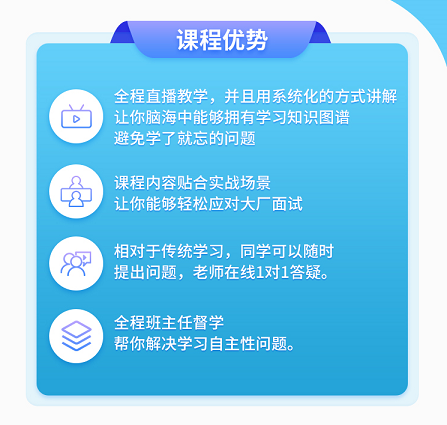 课程优势
全程直播教学，并且用系统化的方式讲解
让你脑海中能够拥有学习知识图谱
避免学了就忘的问题
课程内容贴合实战场景
让你能够轻松应对大厂面试
相对于传统学习，同学可以随时
提出问题，老师在线1对1答疑。
全程班主任督学
帮你解决学习自主性问题。